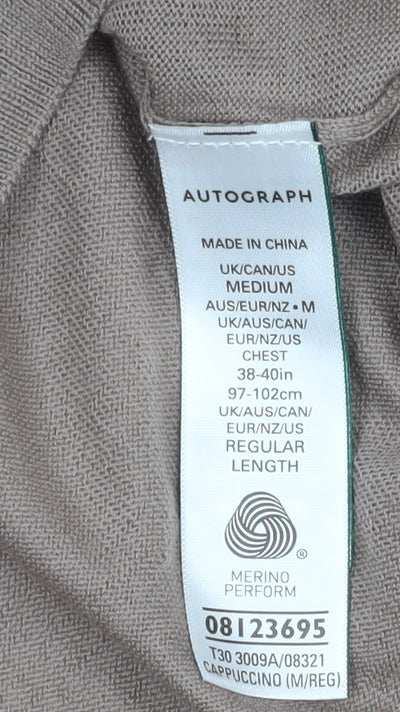 AUTOGRAPH
MADE IN CHINA
UK/CAN/US
MEDIUM
AUS/EUR/NZ • M
UK/AUS/CAN/
EUR/NZ/US
CHEST
38-40in
97-102cm
UK/AUS/CAN/
EUR/NZ/US
REGULAR
LENGTH
®
MERINO
PERFORM
08123695
T30 3009A/08321
CAPPUCCINO (M/REG)